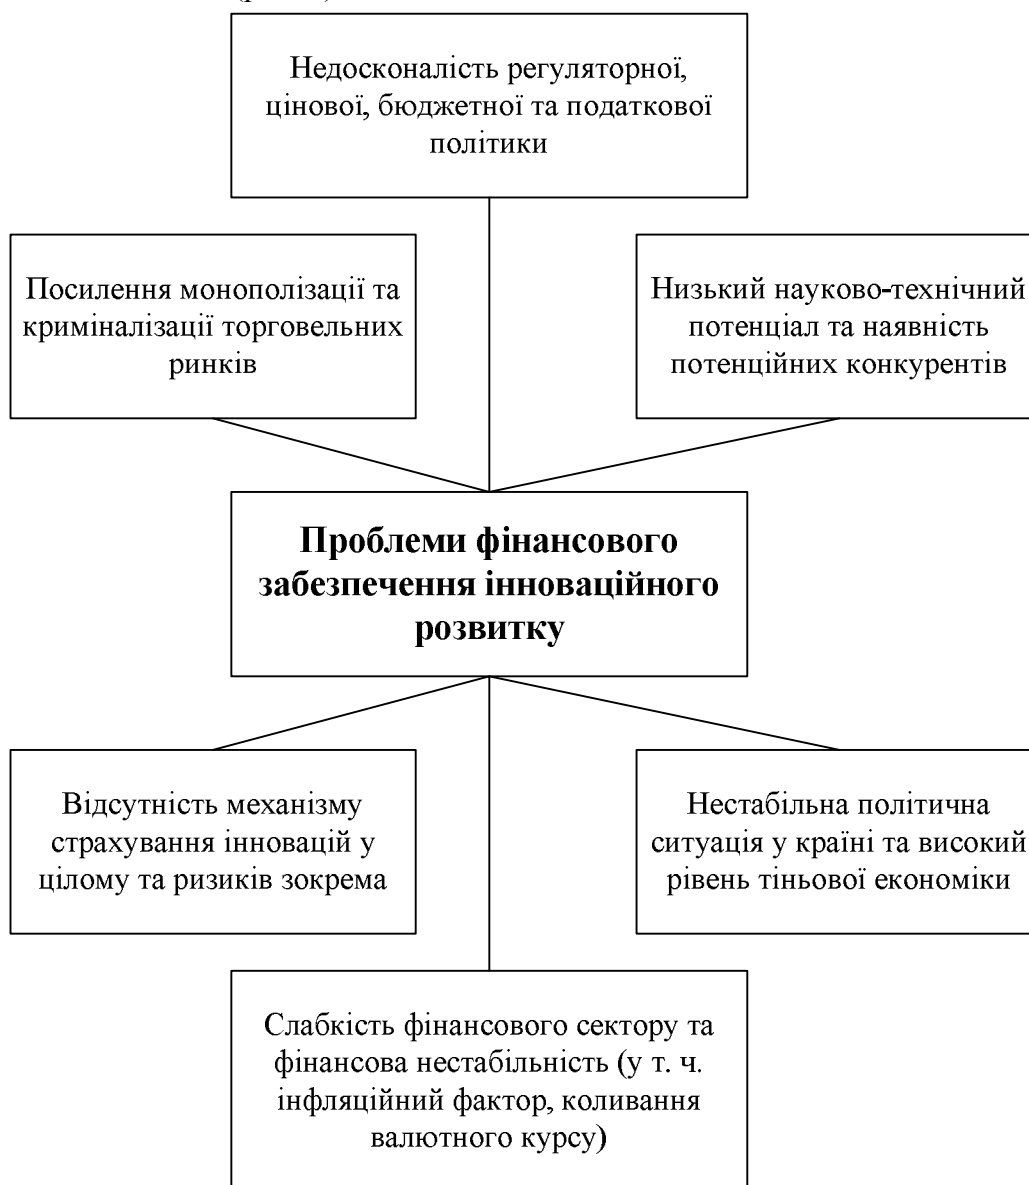 Недосконалість регуляторної,
цінової, бюджетної та податкової
політики
Посилення монополізації та
криміналізації торговельних
ринків
Низький науково-технічний
потенціал та наявність
потенційних конкурентів
Проблеми фінансового
забезпечення інноваційного
розвитку
Відсутність механізму
страхування інновацій у
цілому та ризиків зокрема
Нестабільна політична
ситуація у країні та високий
рівень тіньової економіки
Слабкість фінансового сектору та
фінансова нестабільність (у т. ч.
інфляційний фактор, коливання
валютного курсу)